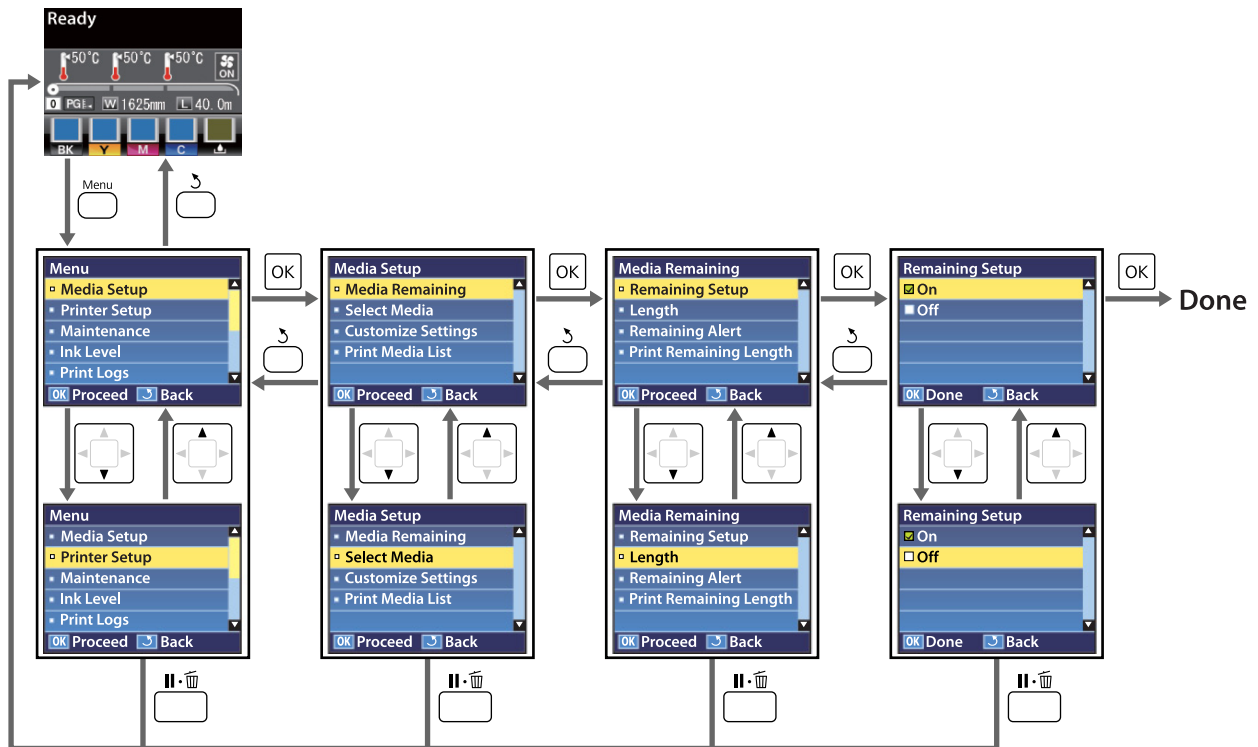 Ready
50°C 50°C 50°C ON
0 PG W 1625mm L 40.0m
BK Y M C
Menu
Menu
Media Setup
Printer Setup
Maintenance
Ink Level
Print Logs
OK Proceed Back
OK
Media Setup
Media Remaining
Select Media
Customize Settings
Print Media List
OK Proceed Back
OK
Media Remaining
Remaining Setup
Length
Remaining Alert
Print Remaining Length
OK Proceed Back
OK
Remaining Setup
On
Off
OK Done Back
OK
Done
Menu
Media Setup
Printer Setup
Maintenance
Ink Level
Print Logs
OK Proceed Back
Media Setup
Media Remaining
Select Media
Customize Settings
Print Media List
OK Proceed Back
Media Remaining
Remaining Setup
Length
Remaining Alert
Print Remaining Length
OK Proceed Back
Remaining Setup
On
Off
OK Done Back